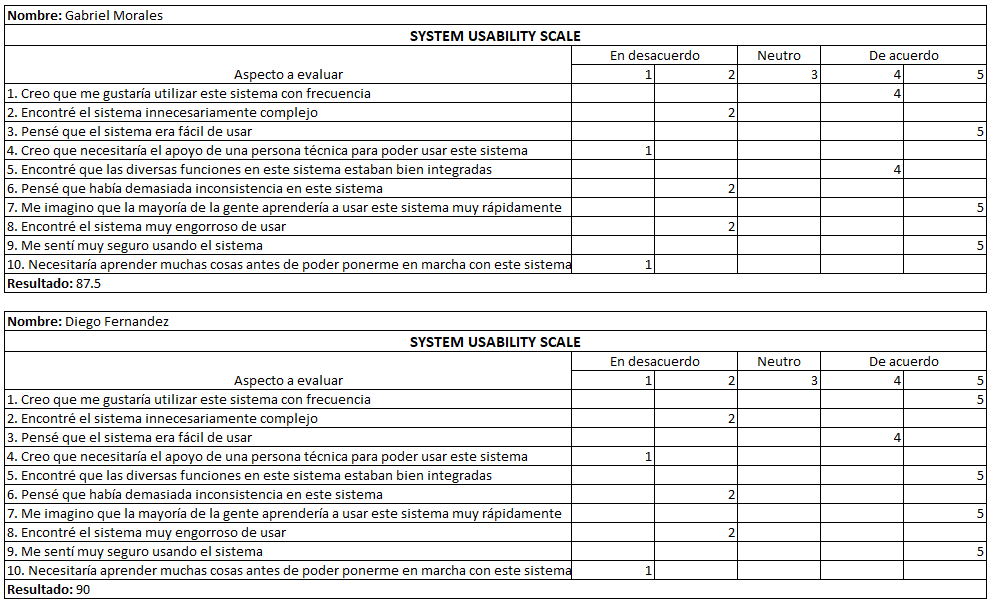 Nombre: Gabriel Morales
SYSTEM USABILITY SCALE
En desacuerdo Neutro De acuerdo
Aspecto a evaluar 1 2 3 4 5
1. Creo que me gustaría utilizar este sistema con frecuencia 4
2. Encontré el sistema innecesariamente complejo 2
3. Pensé que el sistema era fácil de usar 5
4. Creo que necesitaría el apoyo de una persona técnica para poder usar este sistema 1
5. Encontré que las diversas funciones en este sistema estaban bien integradas 4
6. Pensé que había demasiada inconsistencia en este sistema 2
7. Me imagino que la mayoría de la gente aprendería a usar este sistema muy rápidamente 5
8. Encontré el sistema muy engorroso de usar 2
9. Me sentí muy seguro usando el sistema 5
10. Necesitaría aprender muchas cosas antes de poder ponerme en marcha con este sistema 1
Resultado: 87.5
Nombre: Diego Fernandez
SYSTEM USABILITY SCALE
En desacuerdo Neutro De acuerdo
Aspecto a evaluar 1 2 3 4 5
1. Creo que me gustaría utilizar este sistema con frecuencia 5
2. Encontré el sistema innecesariamente complejo 2
3. Pensé que el sistema era fácil de usar 4
4. Creo que necesitaría el apoyo de una persona técnica para poder usar este sistema 1
5. Encontré que las diversas funciones en este sistema estaban bien integradas 5
6. Pensé que había demasiada inconsistencia en este sistema 2
7. Me imagino que la mayoría de la gente aprendería a usar este sistema muy rápidamente 5
8. Encontré el sistema muy engorroso de usar 2
9. Me sentí muy seguro usando el sistema 5
10. Necesitaría aprender muchas cosas antes de poder ponerme en marcha con este sistema 1
Resultado: 90